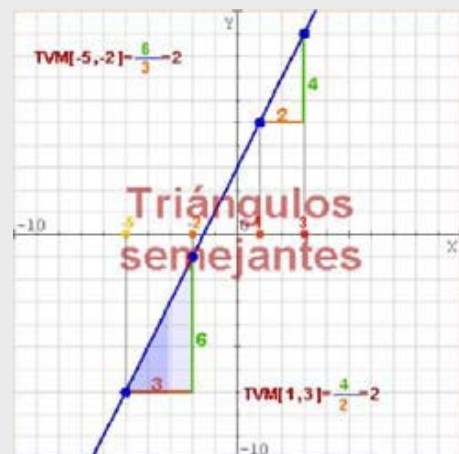 Y
TVM[-5,-2]=6/3=2
4
2
Triángulos
-10
-5
-2
0
1
3
X
semejantes
6
3
TVM[1,3]=4/2=2
-10